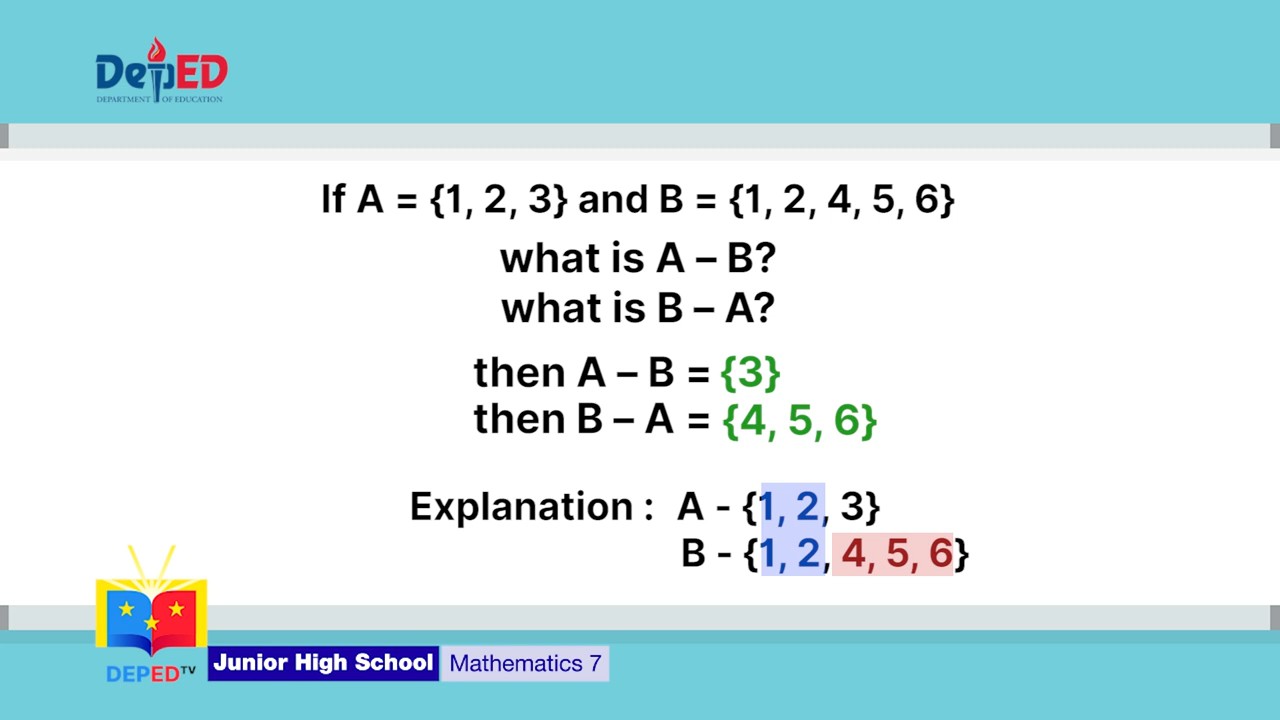 DepED
DEPARTMENT OF EDUCATION
If A = {1, 2, 3} and B = {1, 2, 4, 5, 6}
what is A – B?
what is B – A?
then A – B = {3}
then B – A = {4, 5, 6}
Explanation : A - {1, 2, 3}
B - {1, 2, 4, 5, 6}
DEPED TV
Junior High School Mathematics 7